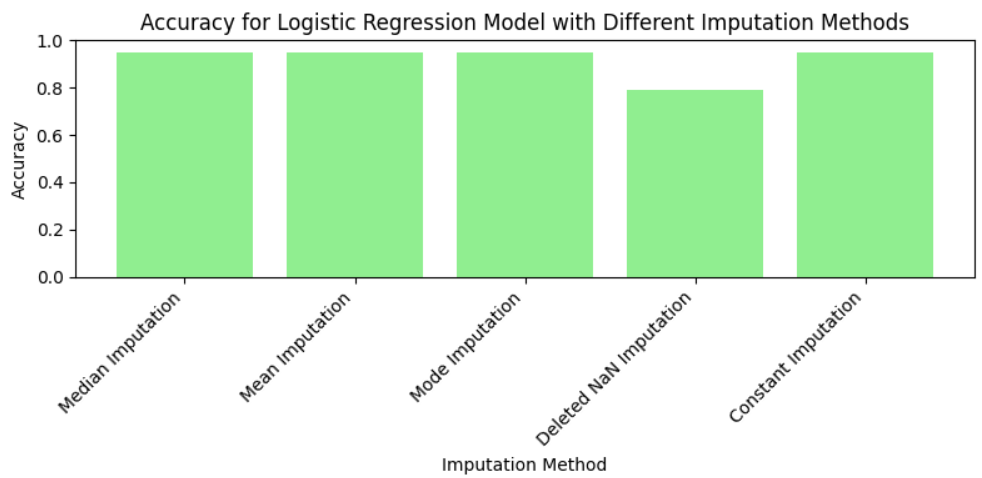 Accuracy for Logistic Regression Model with Different Imputation Methods
Accuracy
1.0
0.8
0.6
0.4
0.2
0.0
Median Imputation
Mean Imputation
Mode Imputation
Deleted NaN Imputation
Constant Imputation
Imputation Method